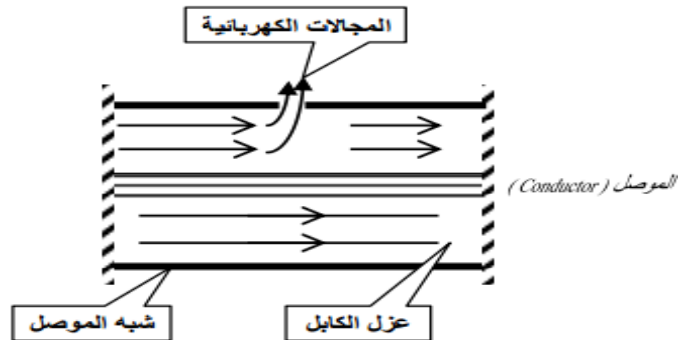 المجالات الكهربائية
الموصل ( Conductor )
شبه الموصل
عزل الكابل